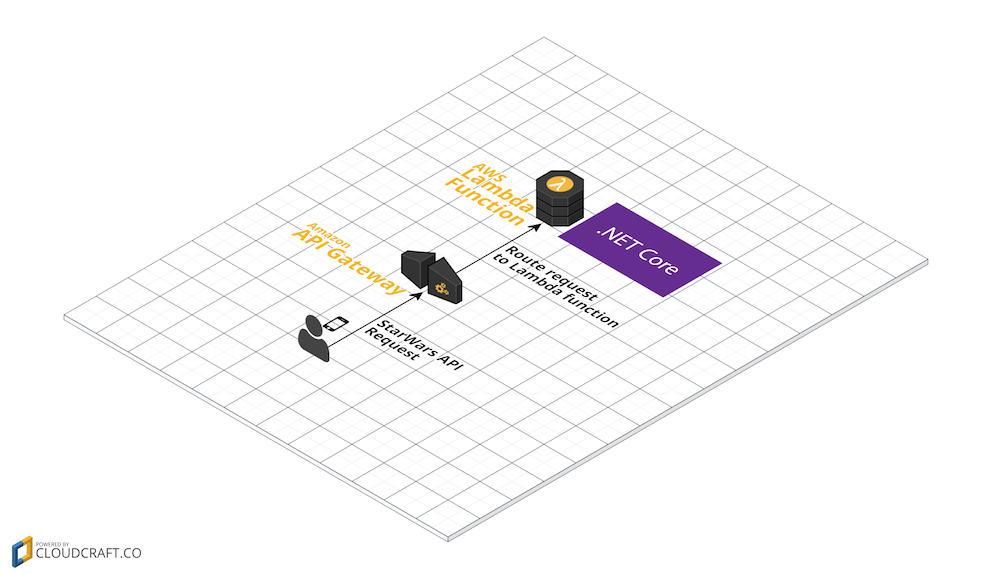 AWS
Lambda
Function
.NET Core
Amazon
API Gateway
Route request
to Lambda function
StarWars API
Request
POWERED BY
CLOUDCRAFT.CO